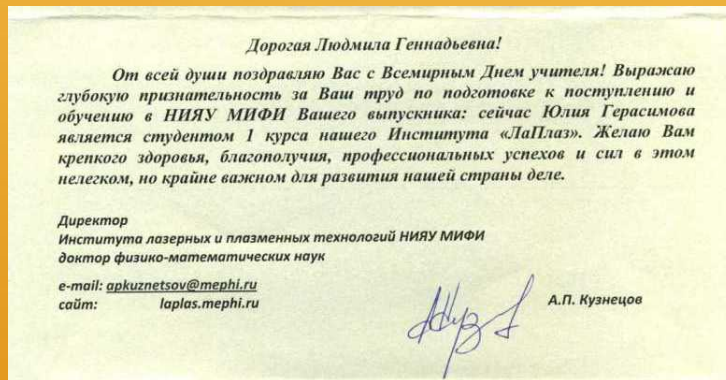 Дорогая Людмила Геннадьевна!
От всей души поздравляю Вас с Всемирным Днем учителя! Выражаю
глубокую признательность за Ваш труд по подготовке к поступлению и
обучению в НИЯУ МИФИ Вашего выпускника: сейчас Юлия Герасимова
является студентом 1 курса нашего Института «ЛаПлаз». Желаю Вам
крепкого здоровья, благополучия, профессиональных успехов и сил в этом
нелегком, но крайне важном для развития нашей страны деле.
Директор
Института лазерных и плазменных технологий НИЯУ МИФИ
доктор физико-математических наук
e-mail: apkuznetsov@mephi.ru
сайт: laplas.mephi.ru
А.П. Кузнецов